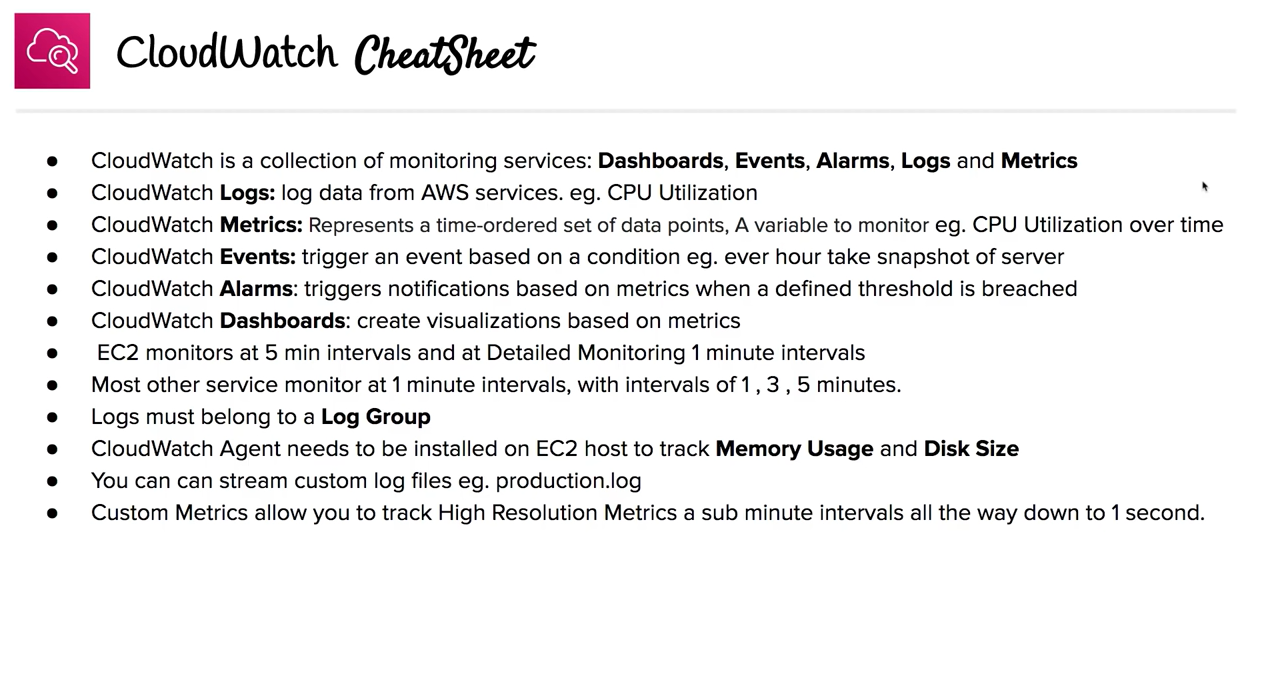 CloudWatch CheatSheet
● CloudWatch is a collection of monitoring services: Dashboards, Events, Alarms, Logs and Metrics
● CloudWatch Logs: log data from AWS services. eg. CPU Utilization
● CloudWatch Metrics: Represents a time-ordered set of data points, A variable to monitor eg. CPU Utilization over time
● CloudWatch Events: trigger an event based on a condition eg. ever hour take snapshot of server
● CloudWatch Alarms: triggers notifications based on metrics when a defined threshold is breached
● CloudWatch Dashboards: create visualizations based on metrics
● EC2 monitors at 5 min intervals and at Detailed Monitoring 1 minute intervals
● Most other service monitor at 1 minute intervals, with intervals of 1 , 3 , 5 minutes.
● Logs must belong to a Log Group
● CloudWatch Agent needs to be installed on EC2 host to track Memory Usage and Disk Size
● You can can stream custom log files eg. production.log
● Custom Metrics allow you to track High Resolution Metrics a sub minute intervals all the way down to 1 second.